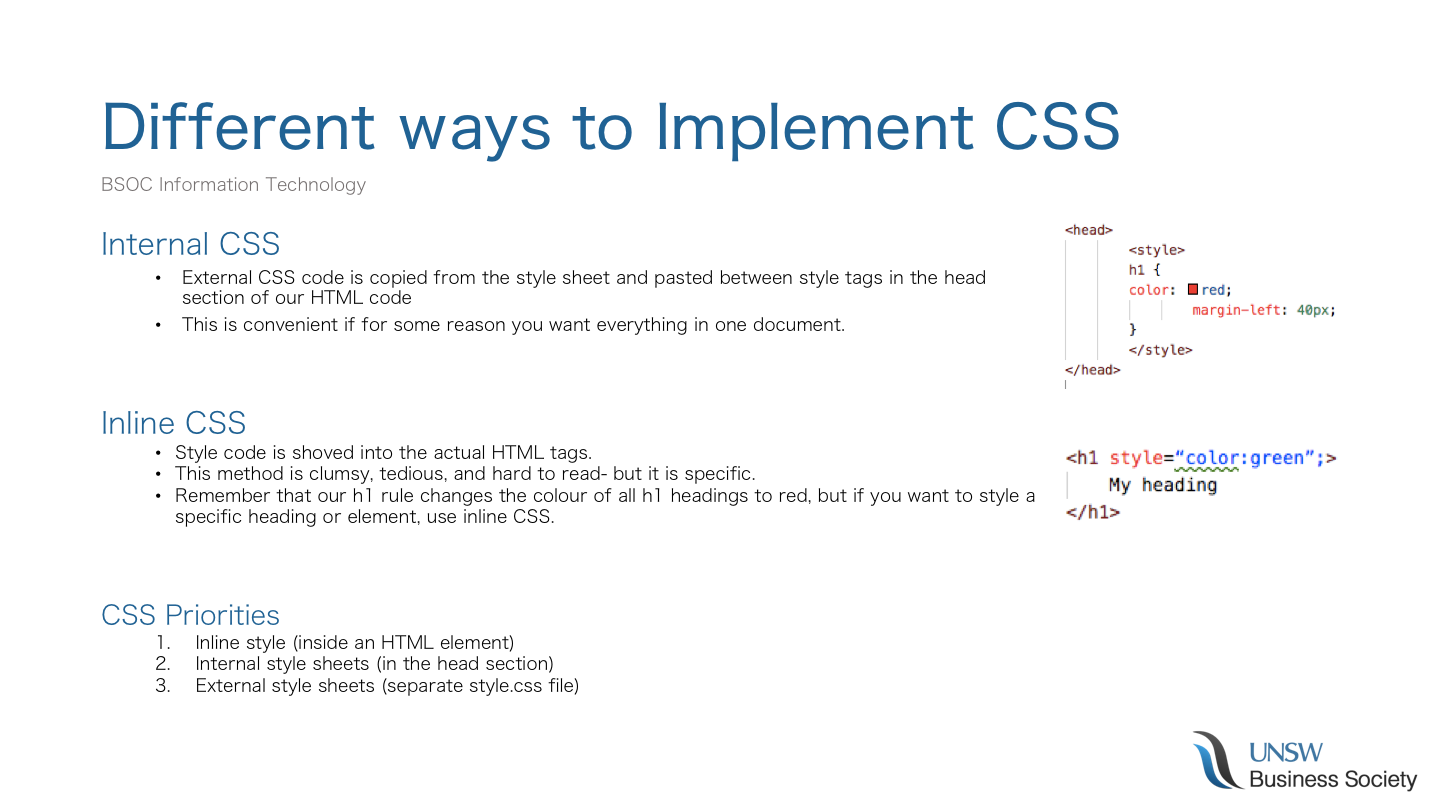 Different ways to Implement CSS
BSOC Information Technology
Internal CSS
• External CSS code is copied from the style sheet and pasted between style tags in the head
section of our HTML code
• This is convenient if for some reason you want everything in one document.
<head>
<style>
h1 {
color: red;
margin-left: 40px;
}
</style>
</head>
Inline CSS
• Style code is shoved into the actual HTML tags.
• This method is clumsy, tedious, and hard to read- but it is specific.
• Remember that our h1 rule changes the colour of all h1 headings to red, but if you want to style a
specific heading or element, use inline CSS.
<h1 style=“color:green”;>
My heading
</h1>
CSS Priorities
1. Inline style (inside an HTML element)
2. Internal style sheets (in the head section)
3. External style sheets (separate style.css file)
UNSW
Business Society